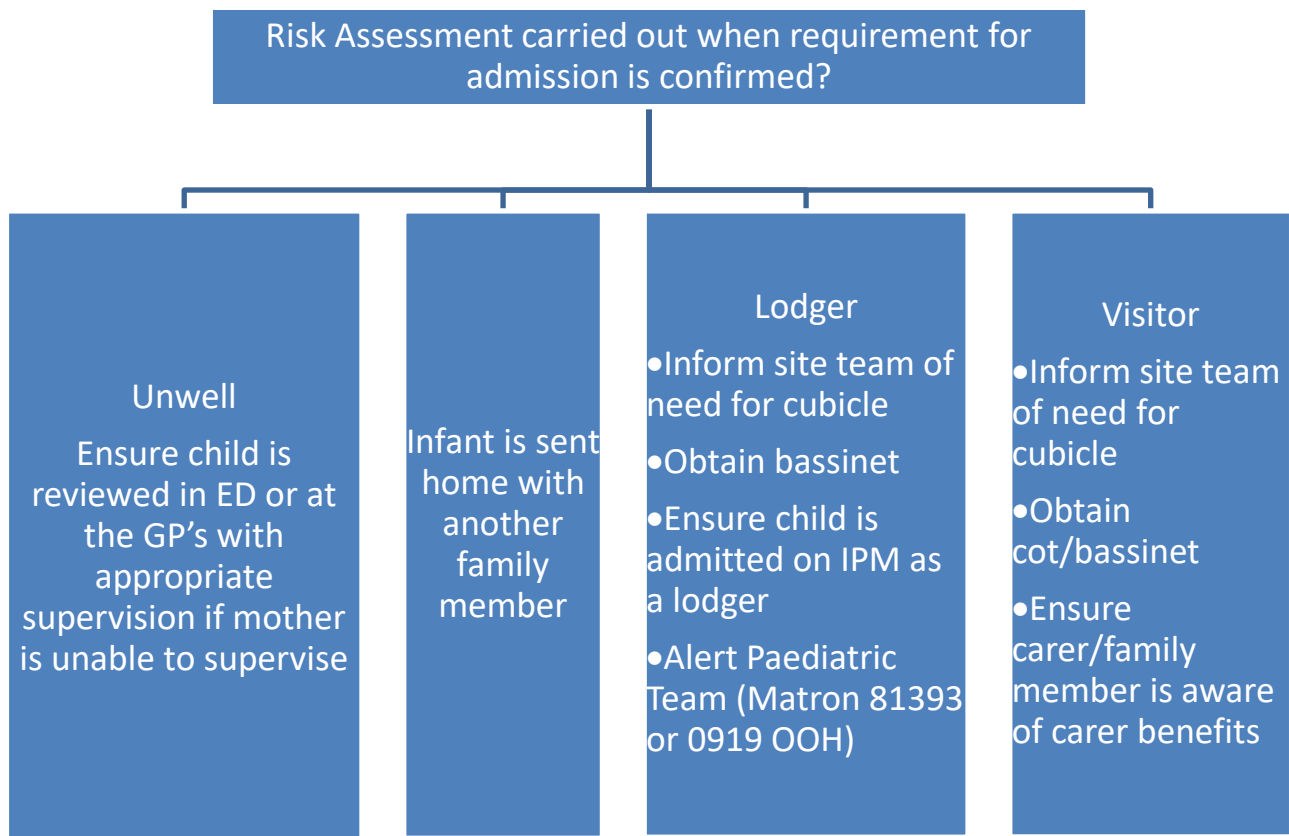 Risk Assessment carried out when requirement for
admission is confirmed?
Unwell
Ensure child is
reviewed in ED or at
the GP’s with
appropriate
supervision if mother
is unable to supervise
Infant is sent
home with
another
family
member
Lodger
•Inform site team of
need for cubicle
•Obtain bassinet
•Ensure child is
admitted on IPM as
a lodger
•Alert Paediatric
Team (Matron 81393
or 0919 OOH)
Visitor
•Inform site team
of need for
cubicle
•Obtain
cot/bassinet
•Ensure
carer/family
member is aware
of carer benefits